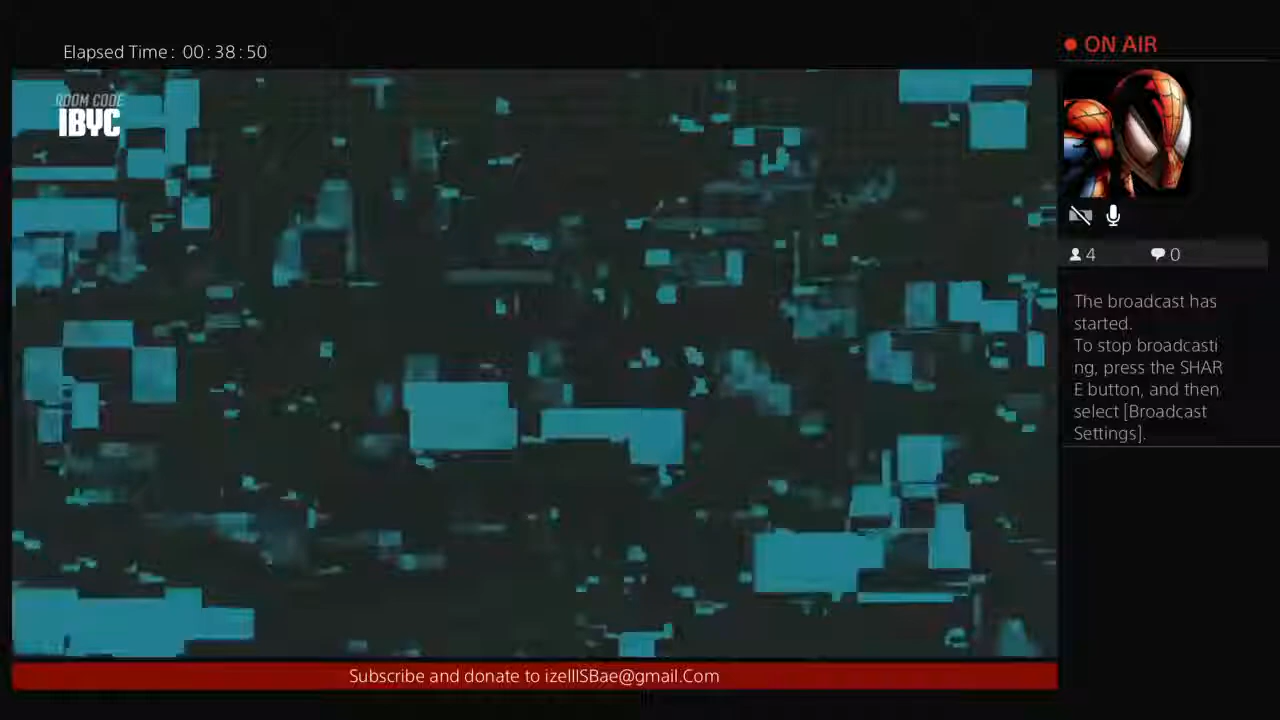 Elapsed Time: 00:38:50
ON AIR
ROOM CODE
IBYC
4
0
The broadcast has
started.
To stop broadcasti
ng, press the SHAR
E button, and then
select [Broadcast
Settings].
Subscribe and donate to izellISBae@gmail.Com